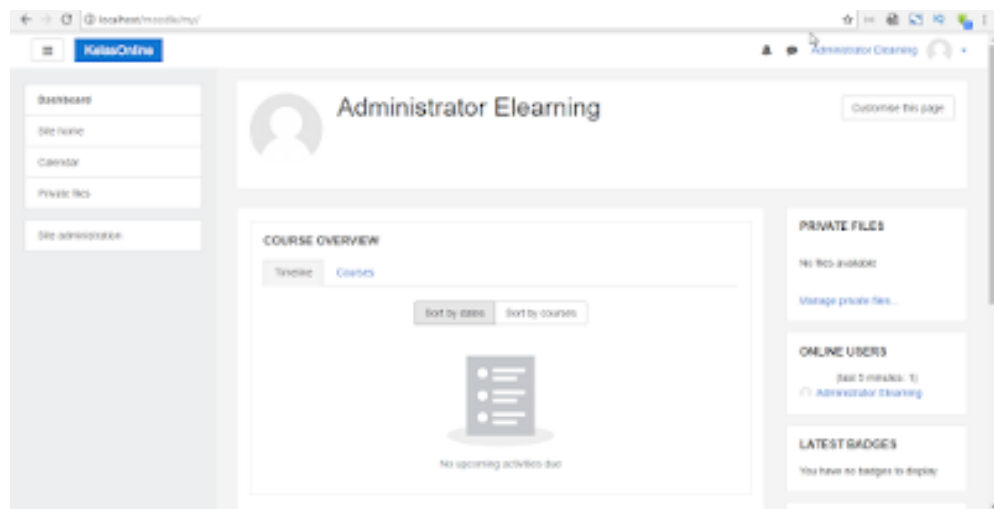 localhost/moodle/my/
KelasOnline
Administrator Elearning
Dashboard
Site home
Calendar
Private files
Site administration
Administrator Elearning
Customise this page
COURSE OVERVIEW
Timeline Courses
Sort by dates Sort by courses
No upcoming activities due
PRIVATE FILES
No files available
Manage private files...
ONLINE USERS
(last 5 minutes: 1)
Administrator Elearning
LATEST BADGES
You have no badges to display